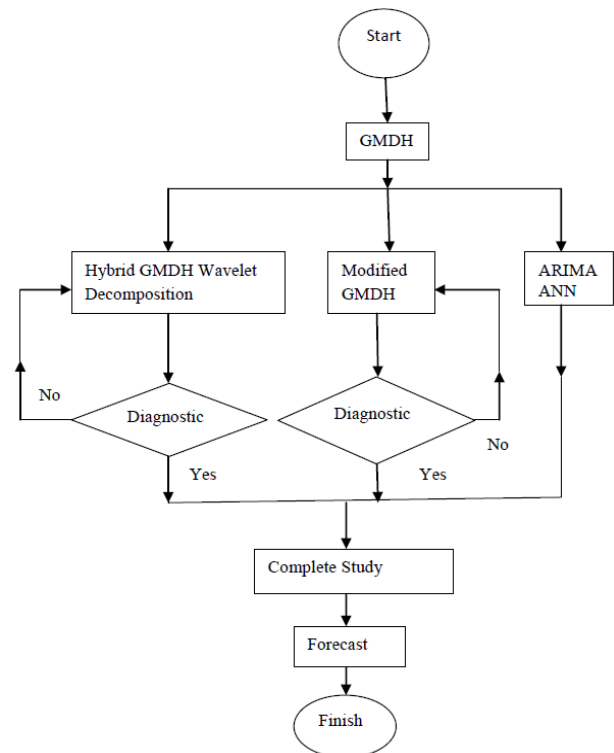 Start
GMDH
Hybrid GMDH Wavelet
Decomposition
Modified
GMDH
ARIMA
ANN
No
Diagnostic
Diagnostic
No
Yes
Yes
Complete Study
Forecast
Finish